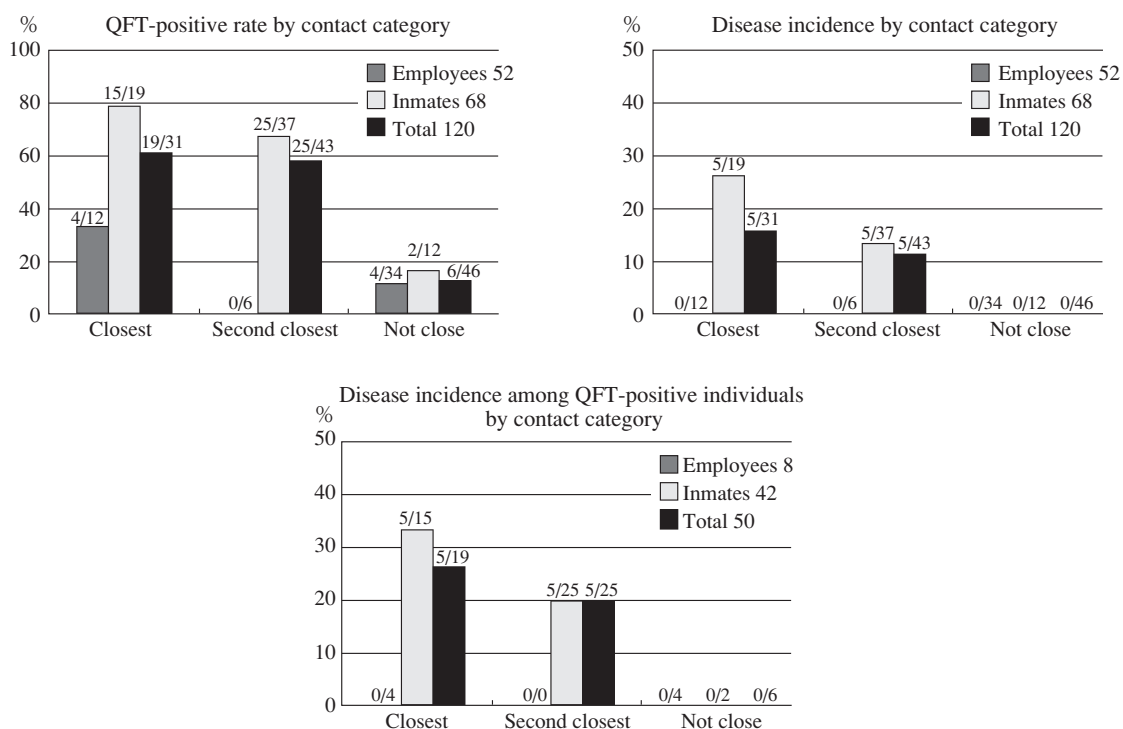 QFT-positive rate by contact category
%
100
80
60
40
20
0
Employees 52
Inmates 68
Total 120
4/12
15/19
19/31
0/6
25/37
25/43
4/34
2/12
6/46
Closest
Second closest
Not close
Disease incidence by contact category
%
50
40
30
20
10
0
Employees 52
Inmates 68
Total 120
0/12
5/19
5/31
0/6
5/37
5/43
0/34
0/12
0/46
Closest
Second closest
Not close
Disease incidence among QFT-positive individuals
by contact category
%
50
40
30
20
10
0
Employees 8
Inmates 42
Total 50
0/4
5/15
5/19
0/0
5/25
5/25
0/4
0/2
0/6
Closest
Second closest
Not close